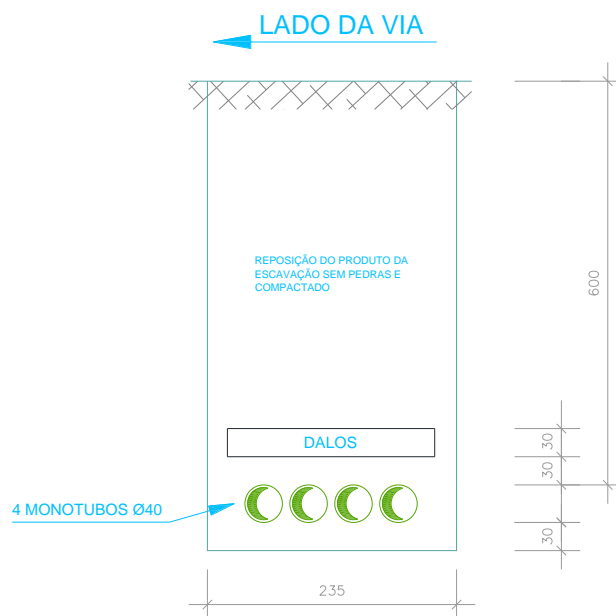 LADO DA VIA
REPOSIÇÃO DO PRODUTO DA
ESCAVAÇÃO SEM PEDRAS E
COMPACTADO
600
DALOS
30
30
4 MONOTUBOS Ø40
30
235